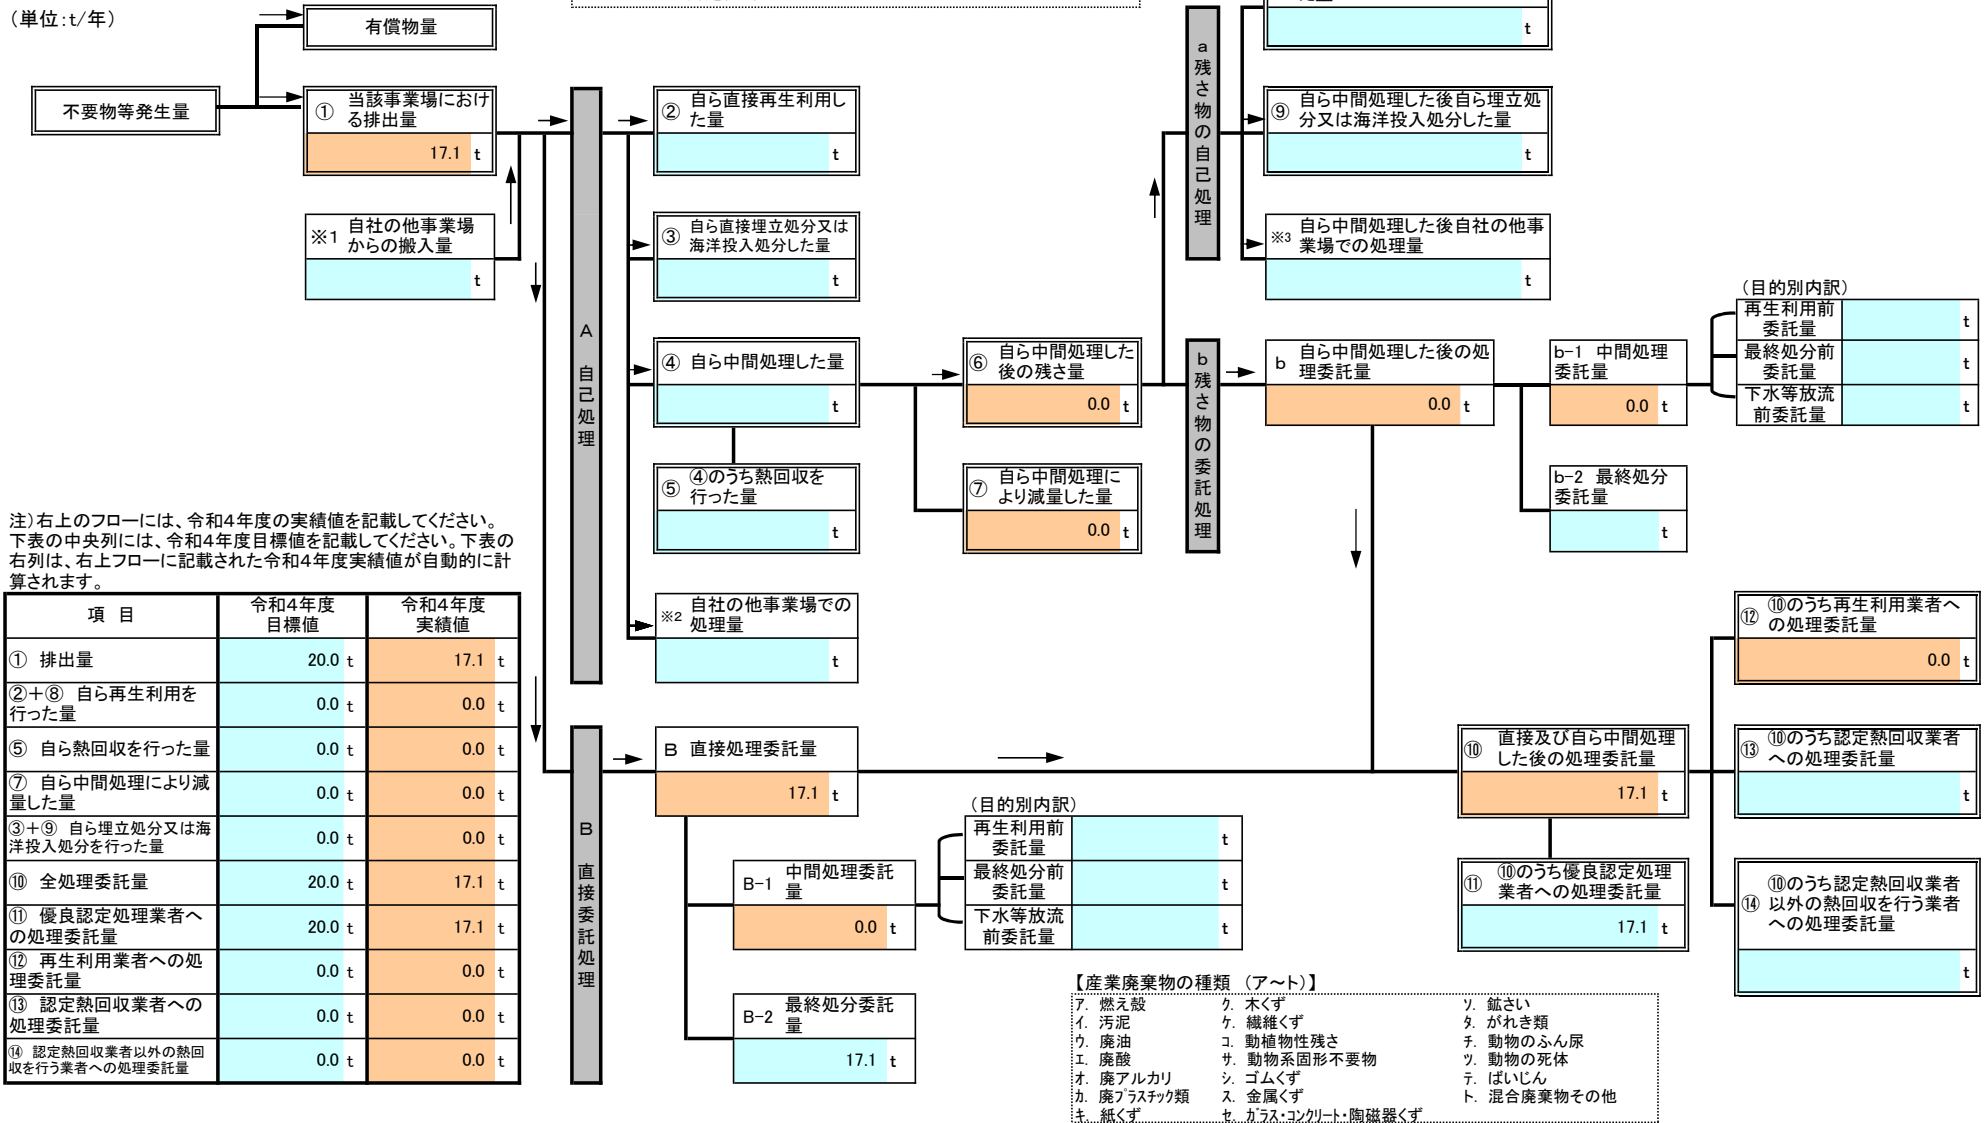 （単位:t/年）
有償物量
不要物等発生量
① 当該事業場におけ
る排出量
17.1 t
※1 自社の他事業場
からの搬入量
t
A 自己処理
② 自ら直接再生利用し
た量
t
③ 自ら直接埋立処分又は
海洋投入処分した量
t
④ 自ら中間処理した量
t
⑤ ④のうち熱回収を
行った量
t
※2 自社の他事業場での
処理量
t
⑥ 自ら中間処理した
後の残さ量
0.0 t
⑦ 自ら中間処理に
より減量した量
0.0 t
a 残さ物の自己処理
t
⑨ 自ら中間処理した後自ら埋立処
分又は海洋投入処分した量
t
※3 自ら中間処理した後自社の他事
業場での処理量
t
b 残さ物の委託処理
b 自ら中間処理した後の処
理委託量
0.0 t
b-1 中間処理
委託量
0.0 t
b-2 最終処分
委託量
t
（目的別内訳）
再生利用前
委託量 t
最終処分前
委託量 t
下水等放流
前委託量 t
注）右上のフローには、令和4年度の実績値を記載してください。
下表の中央列には、令和4年度目標値を記載してください。下表の
右列は、右上フローに記載された令和4年度実績値が自動的に計
算されます。
項 目 令和4年度 令和4年度
目標値 実績値
① 排出量 20.0 t 17.1 t
②＋⑧ 自ら再生利用を
行った量 0.0 t 0.0 t
⑤ 自ら熱回収を行った量 0.0 t 0.0 t
⑦ 自ら中間処理により減
量した量 0.0 t 0.0 t
③＋⑨ 自ら埋立処分又は海
洋投入処分を行った量 0.0 t 0.0 t
⑩ 全処理委託量 20.0 t 17.1 t
⑪ 優良認定処理業者へ
の処理委託量 20.0 t 17.1 t
⑫ 再生利用業者への処
理委託量 0.0 t 0.0 t
⑬ 認定熱回収業者への
処理委託量 0.0 t 0.0 t
⑭ 認定熱回収業者以外の熱回
収を行う業者への処理委託量 0.0 t 0.0 t
B 直接委託処理
B 直接処理委託量
17.1 t
B-1 中間処理委託
量
0.0 t
B-2 最終処分委託
量
17.1 t
（目的別内訳）
再生利用前
委託量 t
最終処分前
委託量 t
下水等放流
前委託量 t
⑩ 直接及び自ら中間処理
した後の処理委託量
17.1 t
⑪ ⑩のうち優良認定処理
業者への処理委託量
17.1 t
⑫ ⑩のうち再生利用業者へ
の処理委託量
0.0 t
⑬ ⑩のうち認定熱回収業者
への処理委託量
t
⑭ ⑩のうち認定熱回収業者
以外の熱回収を行う業者
への処理委託量
t
【産業廃棄物の種類 （ア～ト）】
ア. 燃え殻 ク. 木くず ソ. 鉱さい
イ. 汚泥 ケ. 繊維くず タ. がれき類
ウ. 廃油 コ. 動植物性残さ チ. 動物のふん尿
エ. 廃酸 サ. 動物系固形不要物 ツ. 動物の死体
オ. 廃アルカリ シ. ゴムくず テ. ばいじん
カ. 廃プラスチック類 ス. 金属くず ト. 混合廃棄物その他
キ. 紙くず セ. ガラス・コンクリート・陶磁器くず